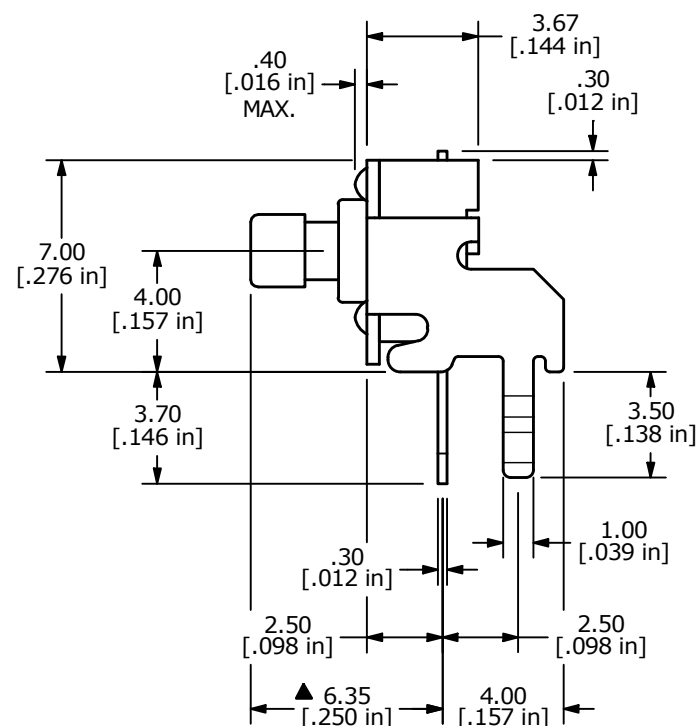 3.67
[.144 in]
.40
[.016 in]
MAX.
.30
[.012 in]
7.00
[.276 in]
4.00
[.157 in]
3.70
[.146 in]
3.50
[.138 in]
1.00
[.039 in]
.30
[.012 in]
2.50
[.098 in]
2.50
[.098 in]
▲ 6.35
[.250 in]
4.00
[.157 in]